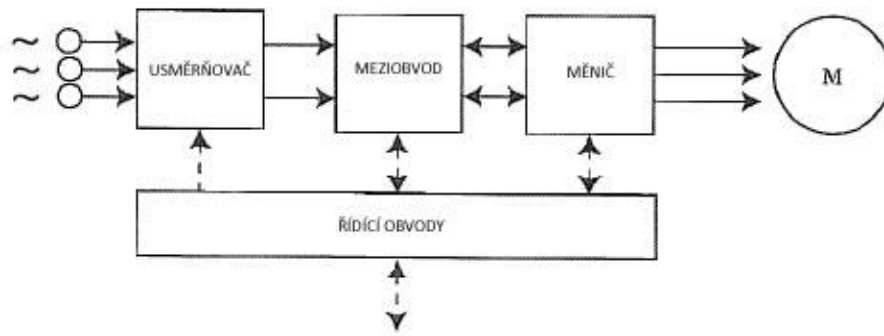 ~
~
~
USMĚRŇOVAČ
MEZIOBVOD
MĚNIČ
M
ŘÍDÍCÍ OBVODY